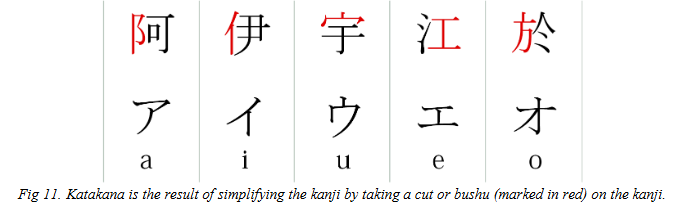 阿 伊 宇 江 於
ア イ ウ エ オ
a i u e o
Fig 11. Katakana is the result of simplifying the kanji by taking a cut or bushu (marked in red) on the kanji.